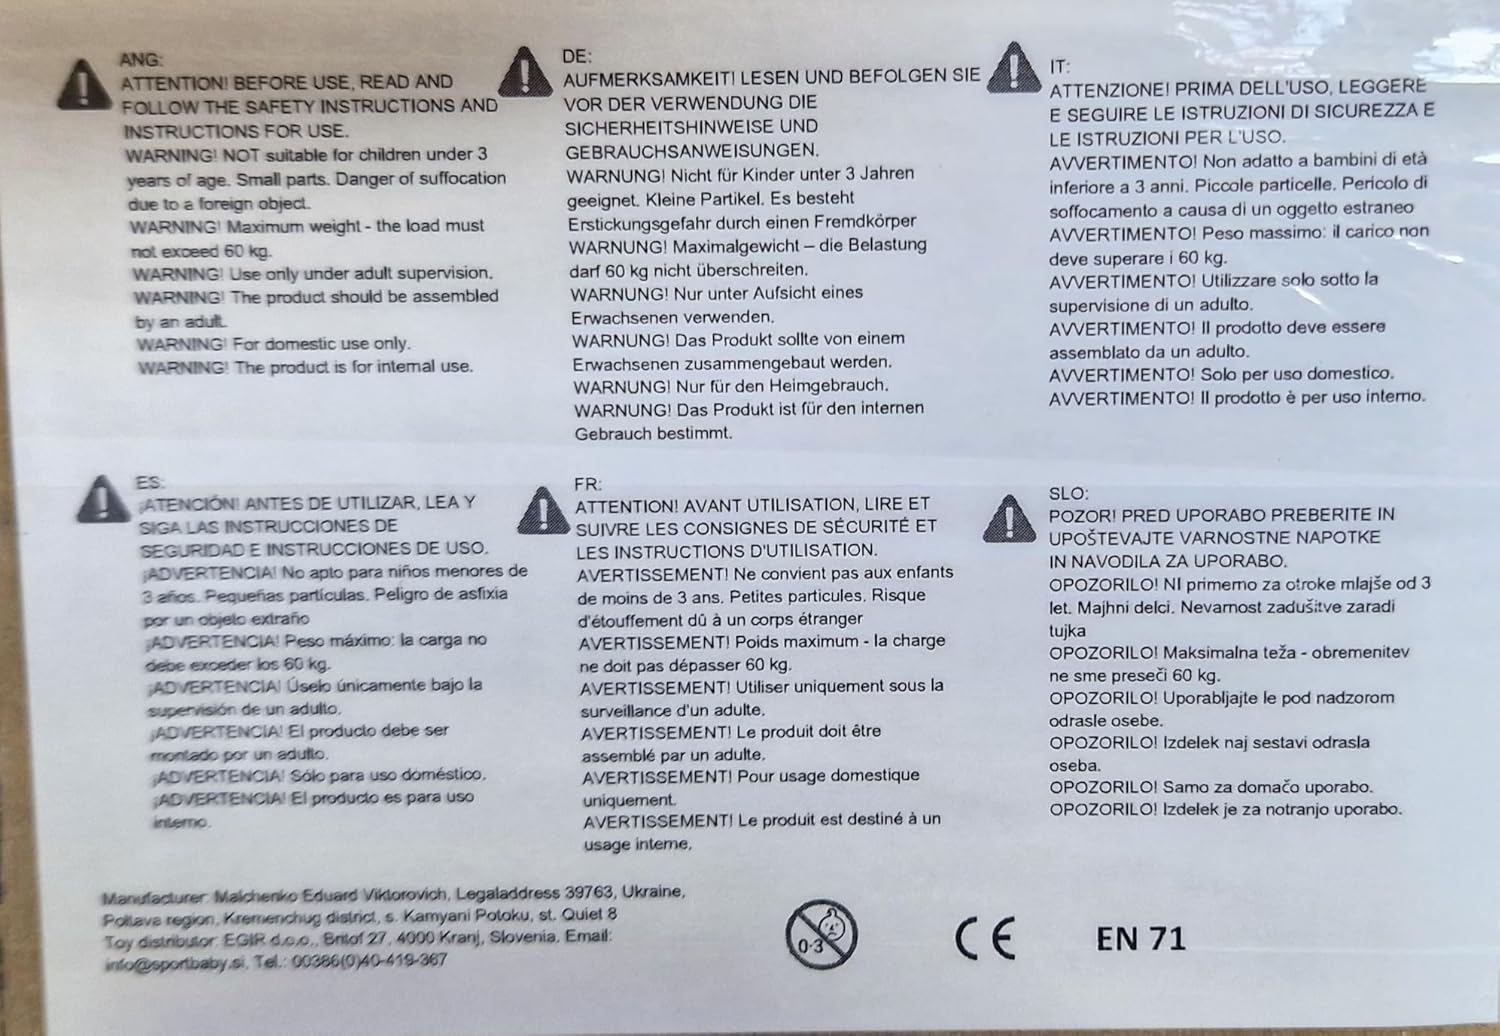 ANG:
ATTENTION! BEFORE USE, READ AND
FOLLOW THE SAFETY INSTRUCTIONS AND
INSTRUCTIONS FOR USE.
WARNING! NOT suitable for children under 3
years of age. Small parts. Danger of suffocation
due to a foreign object.
WARNING! Maximum weight - the load must
not exceed 60 kg.
WARNING! Use only under adult supervision.
WARNING! The product should be assembled
by an adult.
WARNING! For domestic use only.
WARNING! The product is for internal use.
DE:
AUFMERKSAMKEIT! LESEN UND BEFOLGEN SIE
VOR DER VERWENDUNG DIE
SICHERHEITSHINWEISE UND
GEBRAUCHSANWEISUNGEN.
WARNUNG! Nicht für Kinder unter 3 Jahren
geeignet. Kleine Partikel. Es besteht
Erstickungsgefahr durch einen Fremdkörper
WARNUNG! Maximalgewicht – die Belastung
darf 60 kg nicht überschreiten.
WARNUNG! Nur unter Aufsicht eines
Erwachsenen verwenden.
WARNUNG! Das Produkt sollte von einem
Erwachsenen zusammengebaut werden.
WARNUNG! Nur für den Heimgebrauch.
WARNUNG! Das Produkt ist für den internen
Gebrauch bestimmt.
IT:
ATTENZIONE! PRIMA DELL'USO, LEGGERE
E SEGUIRE LE ISTRUZIONI DI SICUREZZA E
LE ISTRUZIONI PER L'USO.
AVVERTIMENTO! Non adatto a bambini di età
inferiore a 3 anni. Piccole particelle. Pericolo di
soffocamento a causa di un oggetto estraneo
AVVERTIMENTO! Peso massimo: il carico non
deve superare i 60 kg.
AVVERTIMENTO! Utilizzare solo sotto la
supervisione di un adulto.
AVVERTIMENTO! Il prodotto deve essere
assemblato da un adulto.
AVVERTIMENTO! Solo per uso domestico.
AVVERTIMENTO! Il prodotto è per uso interno.
ES:
¡ATENCIÓN! ANTES DE UTILIZAR, LEA Y
SIGA LAS INSTRUCCIONES DE
SEGURIDAD E INSTRUCCIONES DE USO.
¡ADVERTENCIA! No apto para niños menores de
3 años. Pequeñas partículas. Peligro de asfixia
por un objeto extraño
¡ADVERTENCIA! Peso máximo: la carga no
debe exceder los 60 kg.
¡ADVERTENCIA! Úselo únicamente bajo la
supervisión de un adulto.
¡ADVERTENCIA! El producto debe ser
montado por un adulto.
¡ADVERTENCIA! Sólo para uso doméstico.
¡ADVERTENCIA! El producto es para uso
interno.
FR:
ATTENTION! AVANT UTILISATION, LIRE ET
SUIVRE LES CONSIGNES DE SÉCURITÉ ET
LES INSTRUCTIONS D'UTILISATION.
AVERTISSEMENT! Ne convient pas aux enfants
de moins de 3 ans. Petites particules. Risque
d'étouffement dû à un corps étranger
AVERTISSEMENT! Poids maximum - la charge
ne doit pas dépasser 60 kg.
AVERTISSEMENT! Utiliser uniquement sous la
surveillance d'un adulte.
AVERTISSEMENT! Le produit doit être
assemblé par un adulte.
AVERTISSEMENT! Pour usage domestique
uniquement.
AVERTISSEMENT! Le produit est destiné à un
usage interne.
SLO:
POZOR! PRED UPORABO PREBERITE IN
UPOŠTEVAJTE VARNOSTNE NAPOTKE
IN NAVODILA ZA UPORABO.
OPOZORILO! NI primerno za otroke mlajše od 3
let. Majhni delci. Nevarnost zadušitve zaradi
tujka
OPOZORILO! Maksimalna teža - obremenitev
ne sme preseči 60 kg.
OPOZORILO! Uporabljajte le pod nadzorom
odrasle osebe.
OPOZORILO! Izdelek naj sestavi odrasla
oseba.
OPOZORILO! Samo za domačo uporabo.
OPOZORILO! Izdelek je za notranjo uporabo.
Manufacturer: Malchenko Eduard Viktorovich, Legaladdress 39763, Ukraine,
Poltava region, Kremenchug district, s. Kamyani Potoku, st. Quiet 8
Toy distributor: EGIR d.o.o., Britof 27, 4000 Kranj, Slovenia. Email:
info@sportbaby.si, Tel.: 00386(0)40-419-367
0-3
CE
EN 71